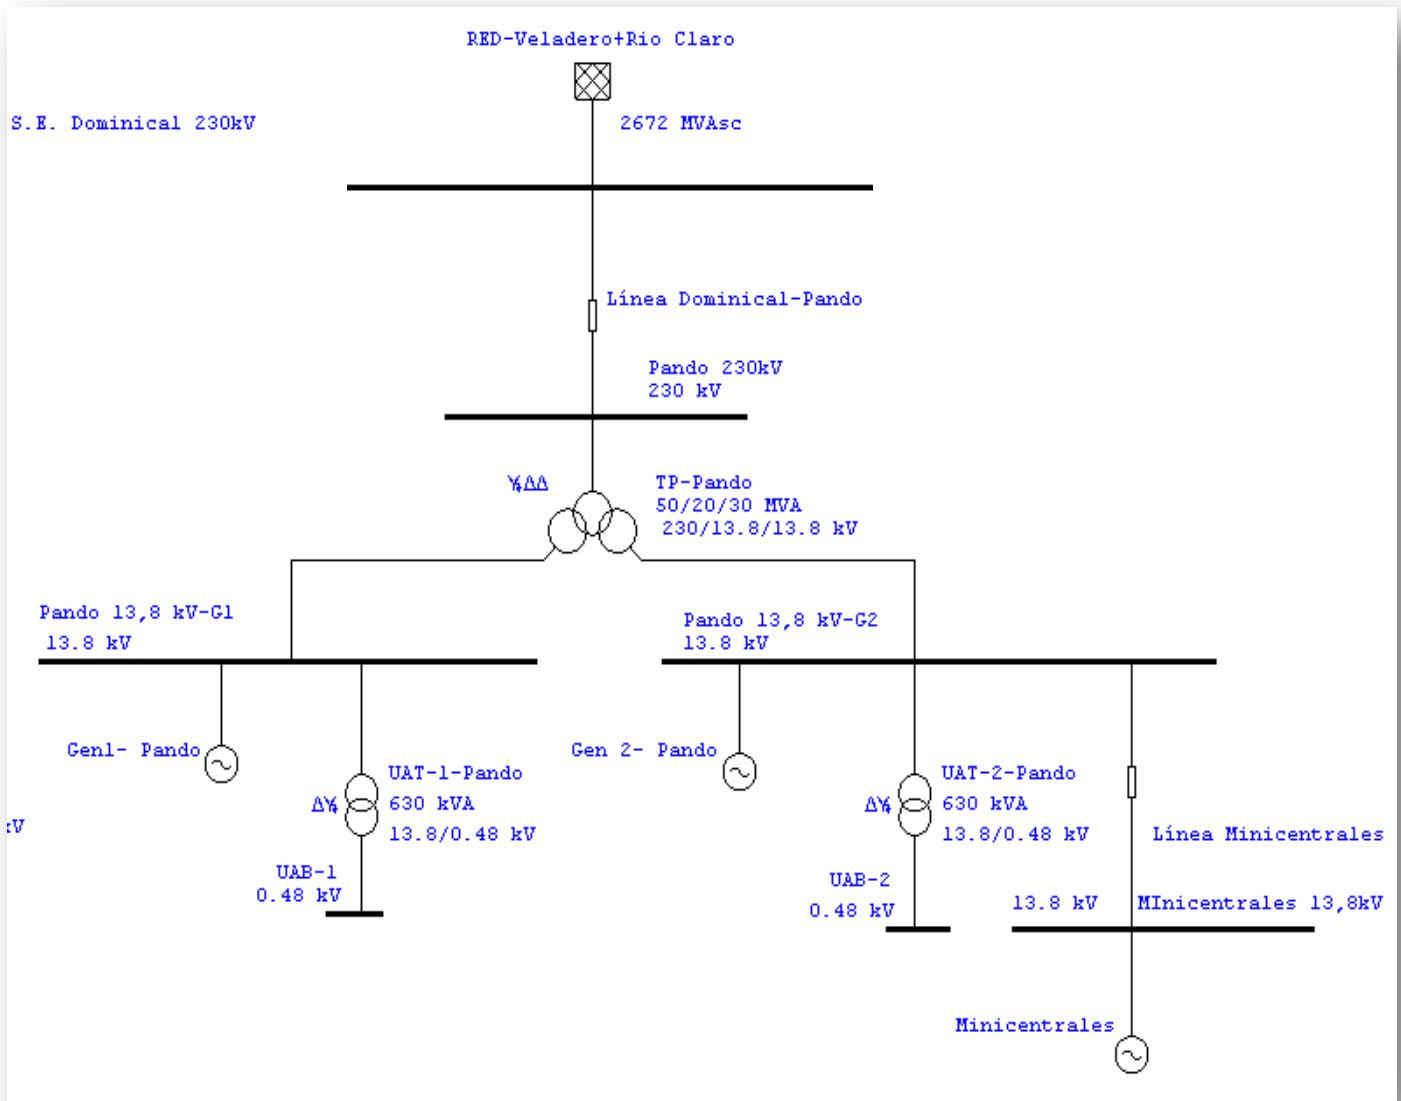 RED-Veladero+Rio Claro
S.E. Dominical 230kV
2672 MVAsc
Línea Dominical-Pando
Pando 230kV
230 kV
TP-Pando
50/20/30 MVA
230/13.8/13.8 kV
Pando 13,8 kV-G1
13.8 kV
Pando 13,8 kV-G2
13.8 kV
Gen1- Pando
Gen 2- Pando
UAT-1-Pando
630 kVA
13.8/0.48 kV
UAT-2-Pando
630 kVA
13.8/0.48 kV
kV
Línea Minicentrales
UAB-1
0.48 kV
UAB-2
0.48 kV
13.8 kV
MInicentrales 13,8kV
Minicentrales